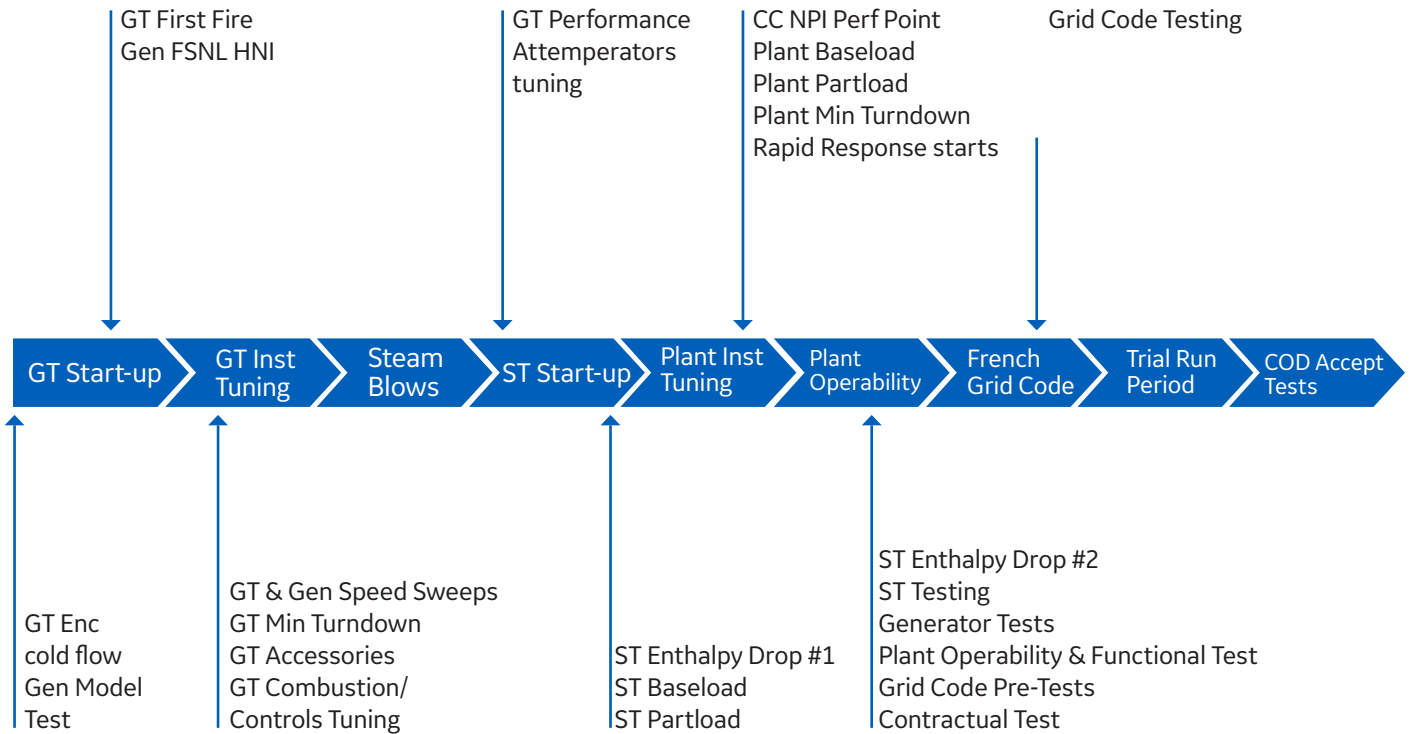 GT First Fire
Gen FSNL HNI
GT Performance
Attemperators
tuning
CC NPI Perf Point
Plant Baseload
Plant Partload
Plant Min Turndown
Rapid Response starts
Grid Code Testing
GT Start-up
GT Inst
Tuning
Steam
Blows
ST Start-up
Plant Inst
Tuning
Plant
Operability
French
Grid Code
Trial Run
Period
COD Accept
Tests
GT Enc
cold flow
Gen Model
Test
GT & Gen Speed Sweeps
GT Min Turndown
GT Accessories
GT Combustion/
Controls Tuning
ST Enthalpy Drop #1
ST Baseload
ST Partload
ST Enthalpy Drop #2
ST Testing
Generator Tests
Plant Operability & Functional Test
Grid Code Pre-Tests
Contractual Test